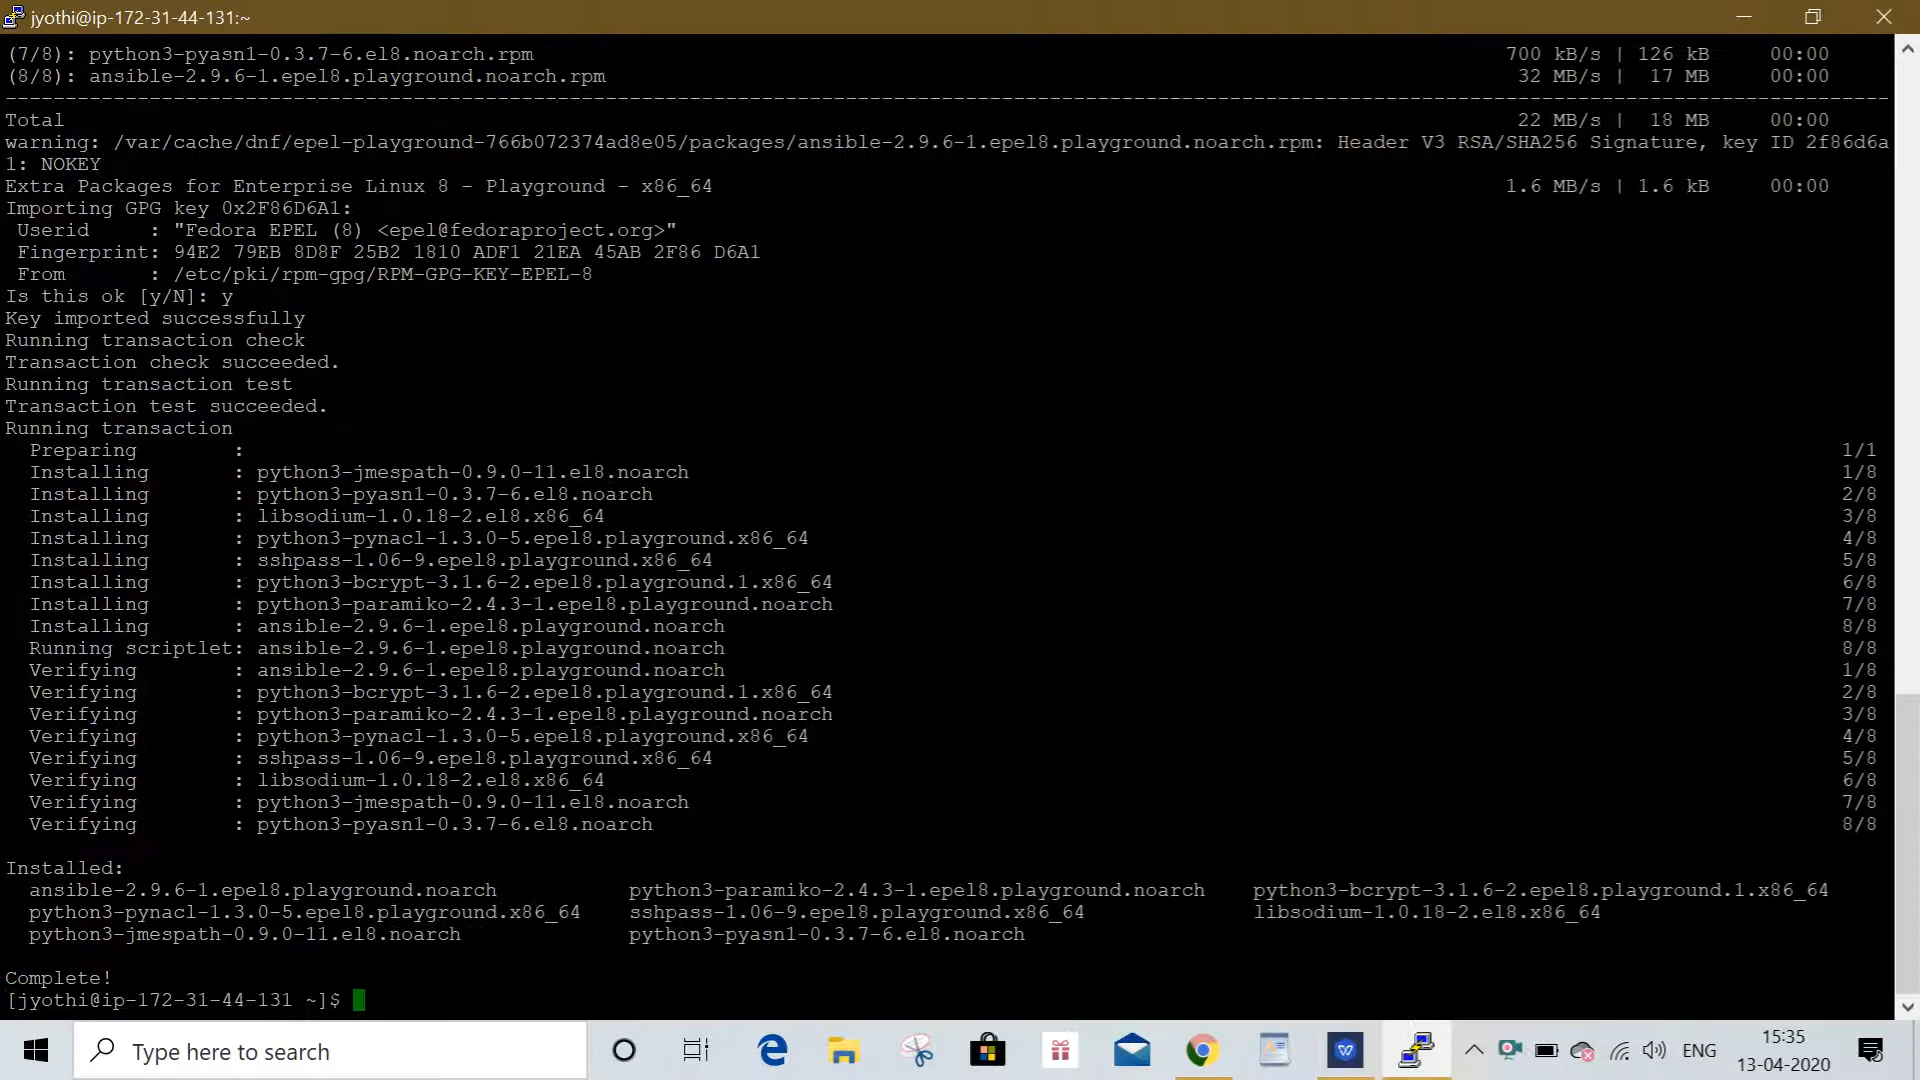 jyothi@ip-172-31-44-131:~
(7/8): python3-pyasn1-0.3.7-6.el8.noarch.rpm 700 kB/s | 126 kB 00:00
(8/8): ansible-2.9.6-1.epel8.playground.noarch.rpm 32 MB/s | 17 MB 00:00
--------------------------------------------------------------------------------
Total 22 MB/s | 18 MB 00:00
warning: /var/cache/dnf/epel-playground-766b072374ad8e05/packages/ansible-2.9.6-1.epel8.playground.noarch.rpm: Header V3 RSA/SHA256 Signature, key ID 2f86d6a
1: NOKEY
Extra Packages for Enterprise Linux 8 - Playground - x86_64 1.6 MB/s | 1.6 kB 00:00
Importing GPG key 0x2F86D6A1:
Userid : "Fedora EPEL (8) <epel@fedoraproject.org>"
Fingerprint: 94E2 79EB 8D8F 25B2 1810 ADF1 21EA 45AB 2F86 D6A1
From : /etc/pki/rpm-gpg/RPM-GPG-KEY-EPEL-8
Is this ok [y/N]: y
Key imported successfully
Running transaction check
Transaction check succeeded.
Running transaction test
Transaction test succeeded.
Running transaction
Preparing : 1/1
Installing : python3-jmespath-0.9.0-11.el8.noarch 1/8
Installing : python3-pyasn1-0.3.7-6.el8.noarch 2/8
Installing : libsodium-1.0.18-2.el8.x86_64 3/8
Installing : python3-pynacl-1.3.0-5.epel8.playground.x86_64 4/8
Installing : sshpass-1.06-9.epel8.playground.x86_64 5/8
Installing : python3-bcrypt-3.1.6-2.epel8.playground.1.x86_64 6/8
Installing : python3-paramiko-2.4.3-1.epel8.playground.noarch 7/8
Installing : ansible-2.9.6-1.epel8.playground.noarch 8/8
Running scriptlet: ansible-2.9.6-1.epel8.playground.noarch 8/8
Verifying : ansible-2.9.6-1.epel8.playground.noarch 1/8
Verifying : python3-bcrypt-3.1.6-2.epel8.playground.1.x86_64 2/8
Verifying : python3-paramiko-2.4.3-1.epel8.playground.noarch 3/8
Verifying : python3-pynacl-1.3.0-5.epel8.playground.x86_64 4/8
Verifying : sshpass-1.06-9.epel8.playground.x86_64 5/8
Verifying : libsodium-1.0.18-2.el8.x86_64 6/8
Verifying : python3-jmespath-0.9.0-11.el8.noarch 7/8
Verifying : python3-pyasn1-0.3.7-6.el8.noarch 8/8
Installed:
ansible-2.9.6-1.epel8.playground.noarch python3-paramiko-2.4.3-1.epel8.playground.noarch python3-bcrypt-3.1.6-2.epel8.playground.1.x86_64
python3-pynacl-1.3.0-5.epel8.playground.x86_64 sshpass-1.06-9.epel8.playground.x86_64 libsodium-1.0.18-2.el8.x86_64
python3-jmespath-0.9.0-11.el8.noarch python3-pyasn1-0.3.7-6.el8.noarch
Complete!
[jyothi@ip-172-31-44-131 ~]$
Type here to search
ENG
15:35
13-04-2020